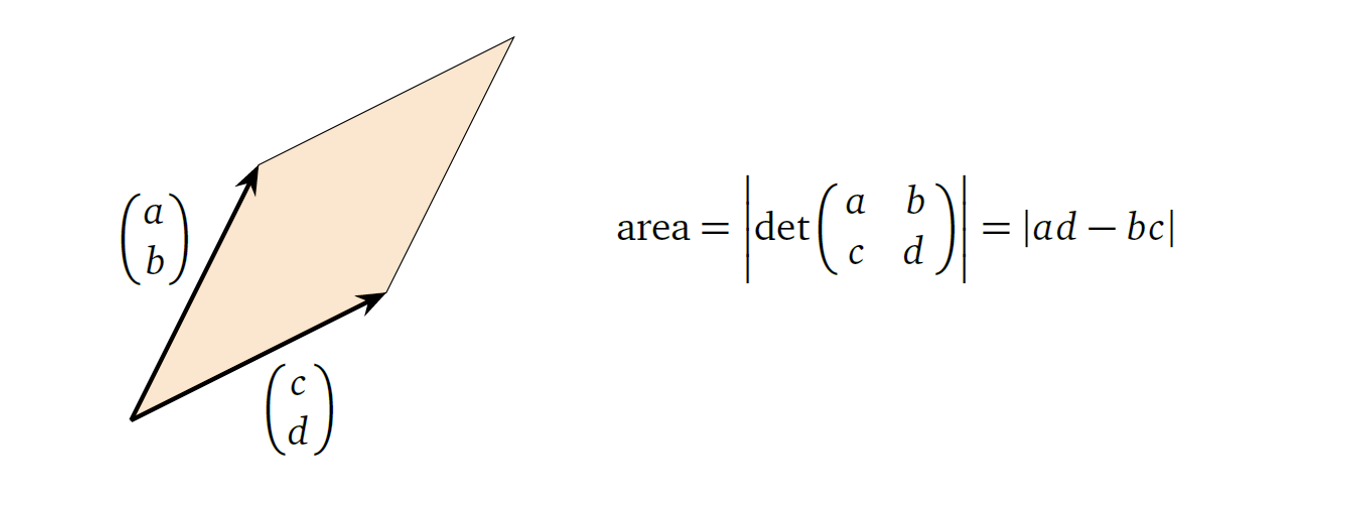 (a
b)
area = |det(a b
c d)| = |ad − bc|
(c
d)